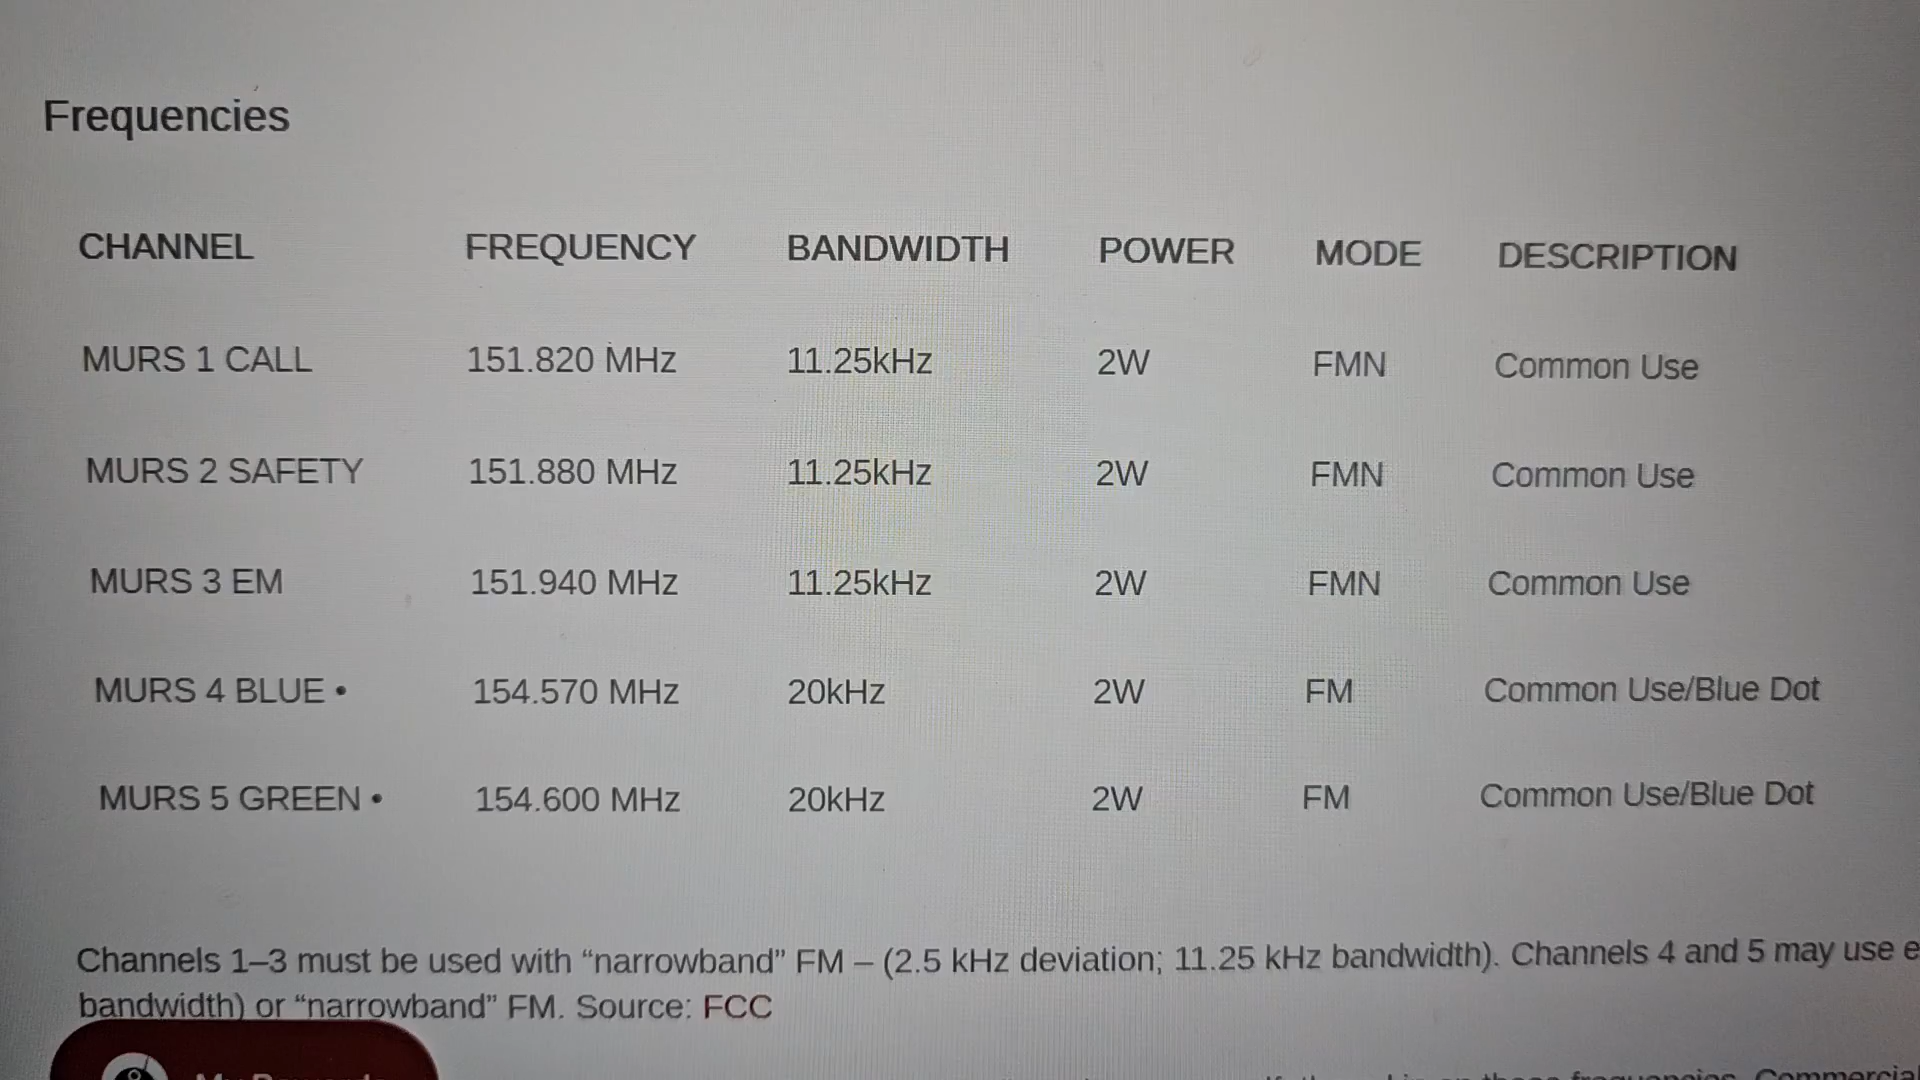 Frequencies
CHANNEL FREQUENCY BANDWIDTH POWER MODE DESCRIPTION
MURS 1 CALL 151.820 MHz 11.25kHz 2W FMN Common Use
MURS 2 SAFETY 151.880 MHz 11.25kHz 2W FMN Common Use
MURS 3 EM 151.940 MHz 11.25kHz 2W FMN Common Use
MURS 4 BLUE • 154.570 MHz 20kHz 2W FM Common Use/Blue Dot
MURS 5 GREEN • 154.600 MHz 20kHz 2W FM Common Use/Blue Dot
Channels 1–3 must be used with “narrowband” FM – (2.5 kHz deviation; 11.25 kHz bandwidth). Channels 4 and 5 may use
bandwidth) or “narrowband” FM. Source: FCC
on these frequencies. Commercial